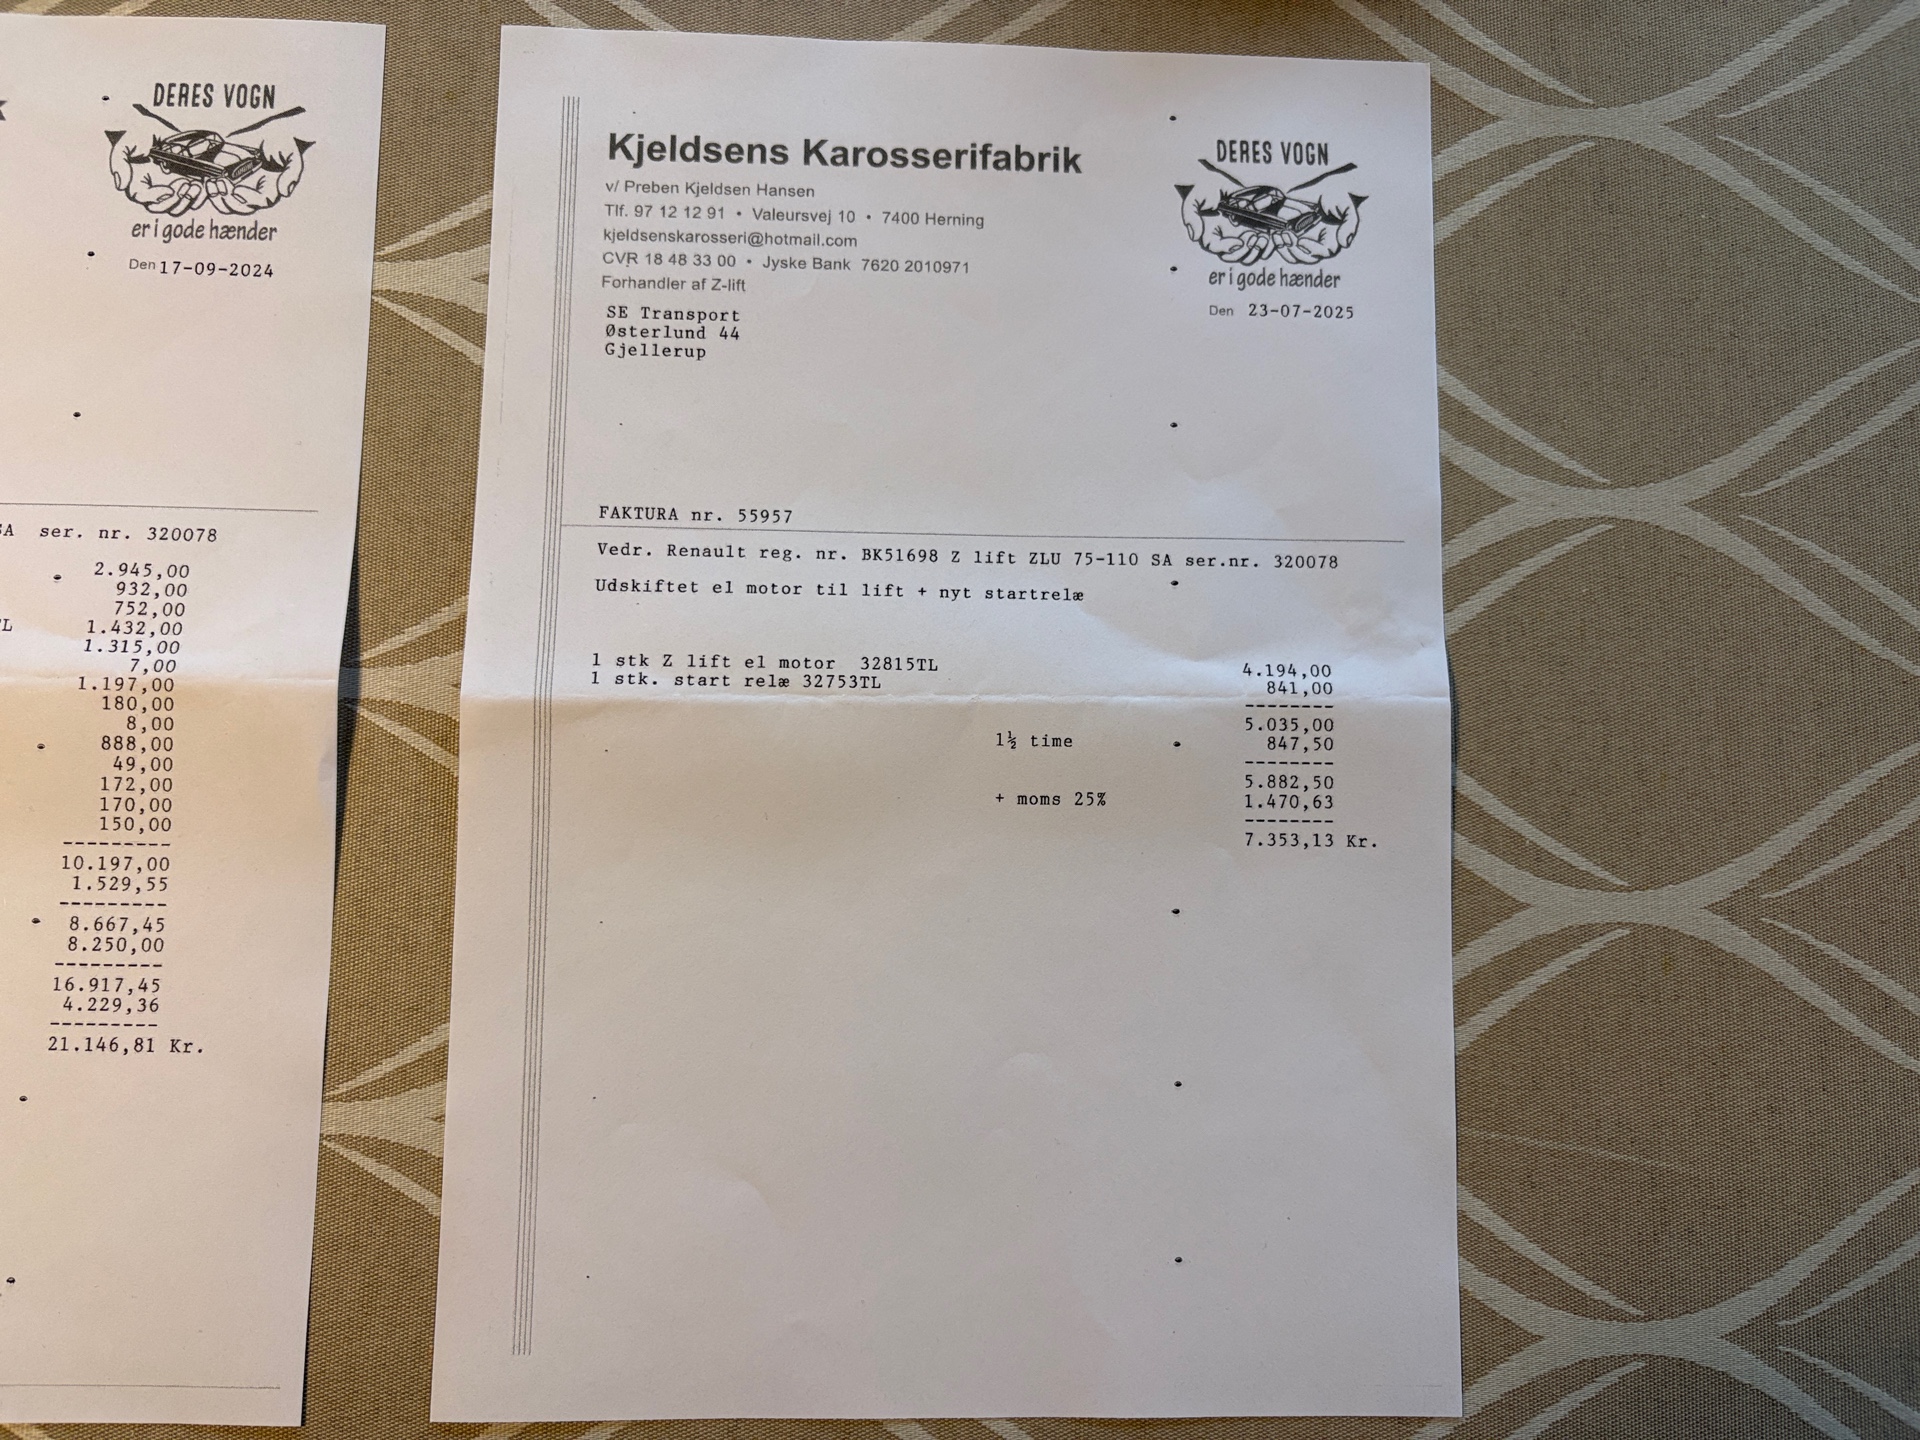 DERES VOGN
er i gode hænder
Den 17-09-2024
ser. nr. 320078
2.945,00
932,00
752,00
1.432,00
1.315,00
7,00
1.197,00
180,00
8,00
888,00
49,00
172,00
170,00
150,00
---------
10.197,00
1.529,55
---------
8.667,45
8.250,00
---------
16.917,45
4.229,36
---------
21.146,81 Kr.
Kjeldsens Karosserifabrik
v/ Preben Kjeldsen Hansen
Tlf. 97 12 12 91 • Valeursvej 10 • 7400 Herning
kjeldsenskarosseri@hotmail.com
CVR 18 48 33 00 • Jyske Bank 7620 2010971
Forhandler af Z-lift
DERES VOGN
er i gode hænder
Den 23-07-2025
SE Transport
Østerlund 44
Gjellerup
FAKTURA nr. 55957
Vedr. Renault reg. nr. BK51698 Z lift ZLU 75-110 SA ser.nr. 320078
Udskiftet el motor til lift + nyt startrelæ
1 stk Z lift el motor 32815TL 4.194,00
1 stk. start relæ 32753TL 841,00
--------
5.035,00
1½ time 847,50
--------
5.882,50
+ moms 25% 1.470,63
--------
7.353,13 Kr.